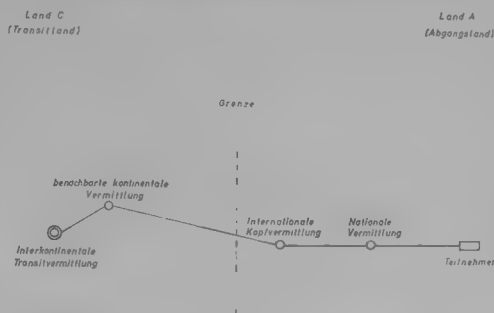 Land C
(Transitland)
Land A
(Abgangsland)
Grenze
benachbarte kontinentale
Vermittlung
Internationale
Kopfvermittlung
Nationale
Vermittlung
Interkontinentale
Transitvermittlung
Teilnehmer